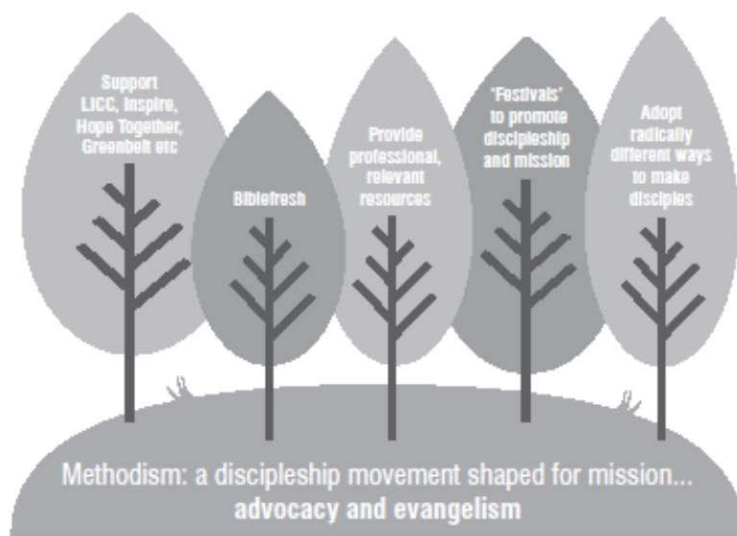 Support
LICC, Inspire,
Hope Together,
Greenbelt etc
Biblefresh
Provide
professional,
relevant
resources
"Festivals"
to promote
discipleship
and mission
Adopt
radically
different ways
to make
disciples
Methodism: a discipleship movement shaped for mission...
advocacy and evangelism